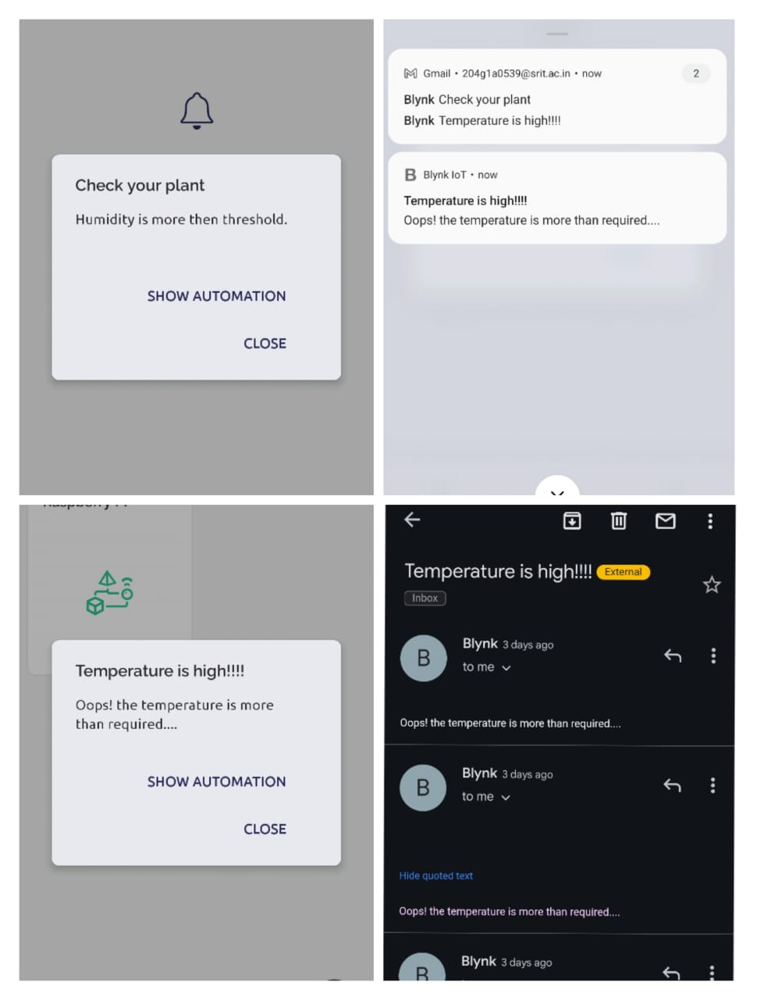 Check your plant
Humidity is more then threshold.
SHOW AUTOMATION
CLOSE
Gmail • 204g1a0539@srit.ac.in • now
2
Blynk Check your plant
Blynk Temperature is high!!!!
B Blynk IoT • now
Temperature is high!!!!
Oops! the temperature is more than required....
Temperature is high!!!!
Oops! the temperature is more
than required....
SHOW AUTOMATION
CLOSE
Temperature is high!!!! External
Inbox
B
Blynk 3 days ago
to me
Oops! the temperature is more than required....
B
Blynk 3 days ago
to me
Hide quoted text
Oops! the temperature is more than required....
B
Blynk 3 days ago